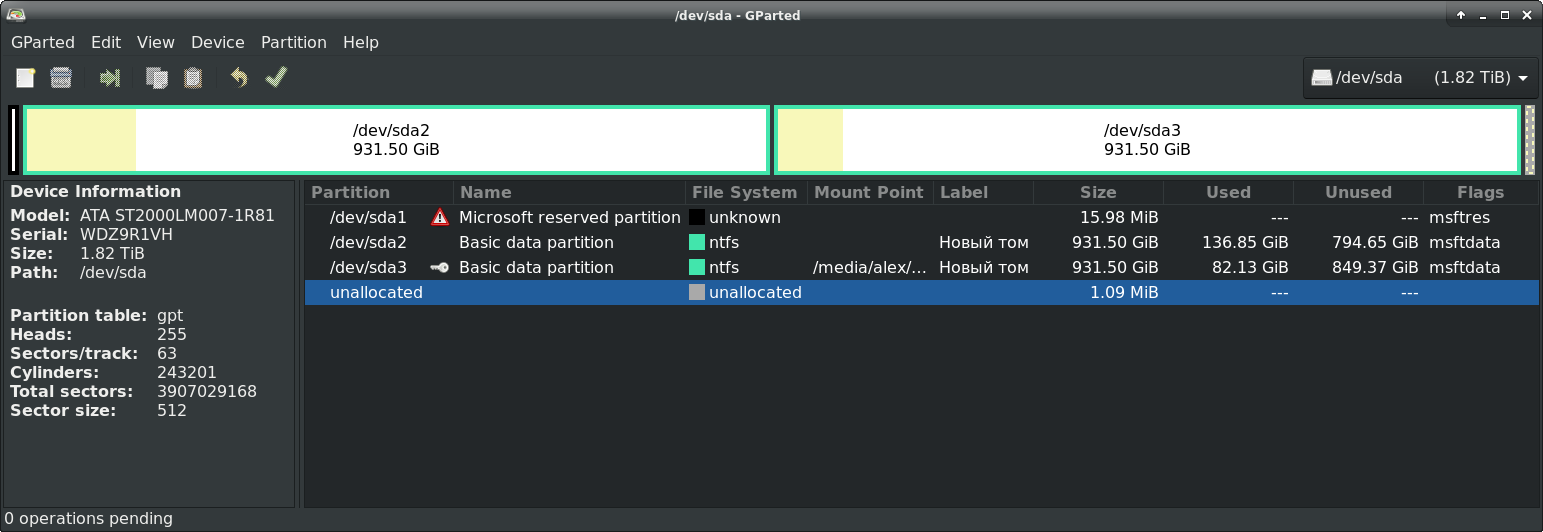 /dev/sda - GParted
GParted Edit View Device Partition Help
/dev/sda (1.82 TiB)
/dev/sda2
931.50 GiB
/dev/sda3
931.50 GiB
Device Information
Model: ATA ST2000LM007-1R81
Serial: WDZ9R1VH
Size: 1.82 TiB
Path: /dev/sda
Partition table: gpt
Heads: 255
Sectors/track: 63
Cylinders: 243201
Total sectors: 3907029168
Sector size: 512
Partition Name File System Mount Point Label Size Used Unused Flags
/dev/sda1 Microsoft reserved partition unknown 15.98 MiB --- --- msftres
/dev/sda2 Basic data partition ntfs Новый том 931.50 GiB 136.85 GiB 794.65 GiB msftdata
/dev/sda3 Basic data partition ntfs /media/alex/... Новый том 931.50 GiB 82.13 GiB 849.37 GiB msftdata
unallocated unallocated 1.09 MiB --- ---
0 operations pending